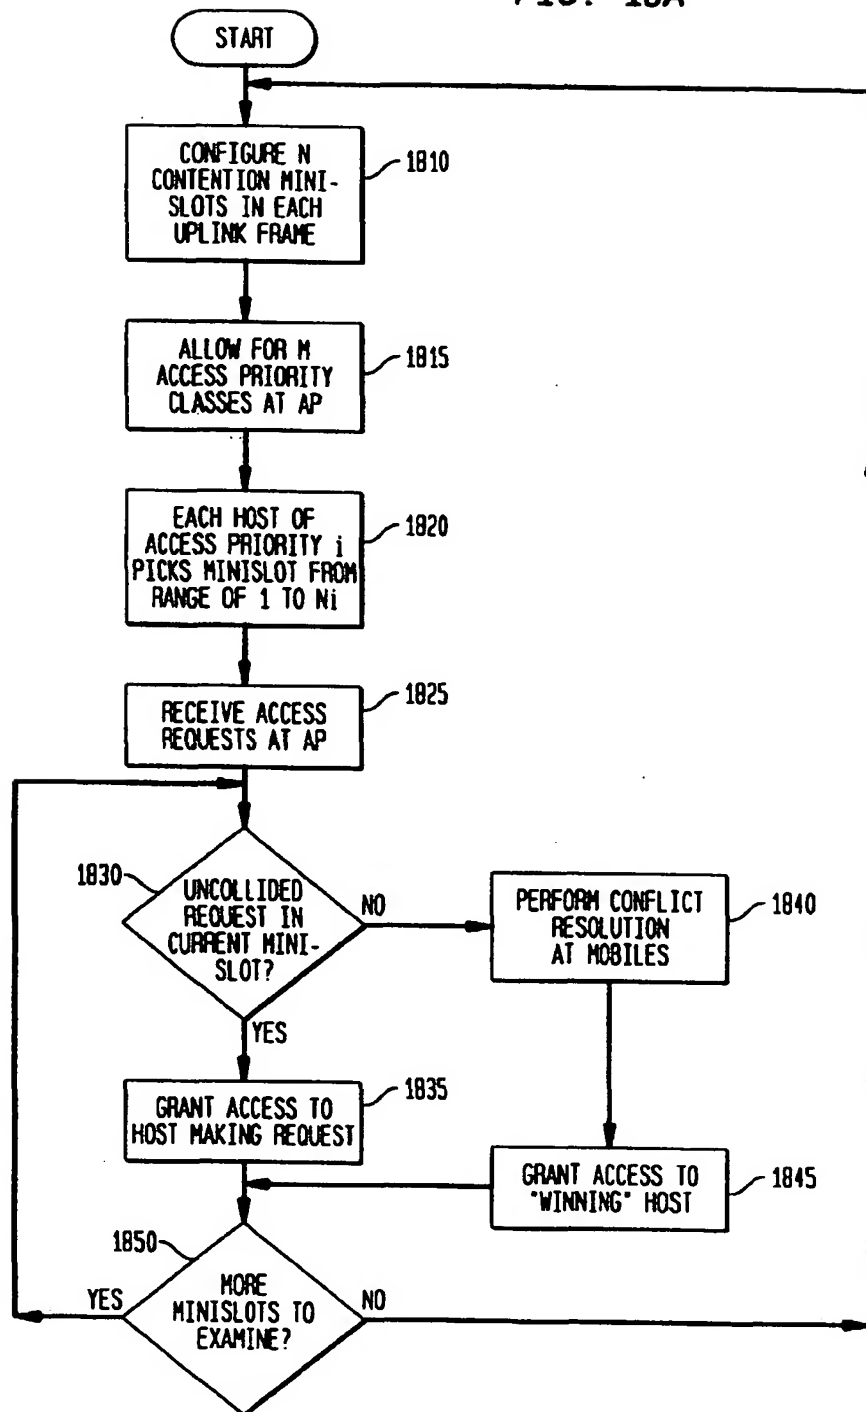 START
CONFIGURE N
CONTENTION MINI-
SLOTS IN EACH
UPLINK FRAME
1810
ALLOW FOR M
ACCESS PRIORITY
CLASSES AT AP
1815
EACH HOST OF
ACCESS PRIORITY i
PICKS MINISLOT FROM
RANGE OF 1 TO Ni
1820
RECEIVE ACCESS
REQUESTS AT AP
1825
1830
UNCOLLIDED
REQUEST IN
CURRENT MINI-
SLOT?
NO
YES
PERFORM CONFLICT
RESOLUTION
AT MOBILES
1840
GRANT ACCESS TO
HOST MAKING REQUEST
1835
GRANT ACCESS TO
"WINNING" HOST
1845
1850
MORE
MINISLOTS TO
EXAMINE?
YES
NO